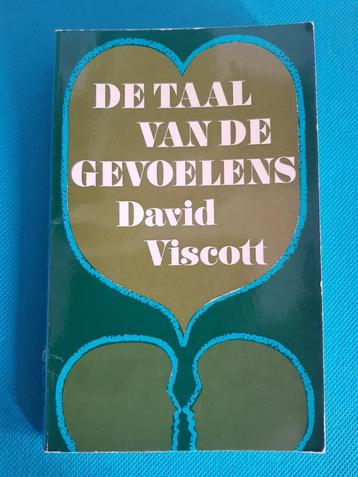 DE TAAL
VAN DE
GEVOELENS
David
Viscott